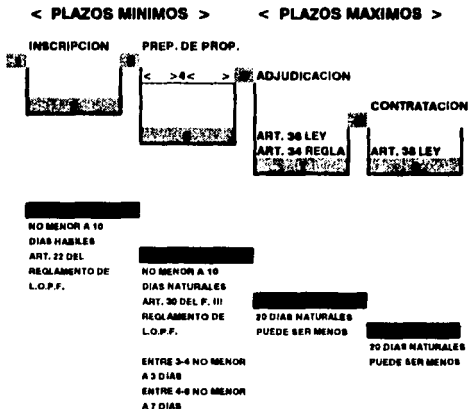 < PLAZOS MINIMOS >
< PLAZOS MAXIMOS >
INSCRIPCION
PREP. DE PROP.
< >4< >
ADJUDICACION
CONTRATACION
ART. 36 LEY
ART. 34 REGLA
ART. 38 LEY
NO MENOR A 10
DIAS HABILES
ART. 22 DEL
REGLAMENTO DE
L.O.P.F.
NO MENOR A 10
DIAS NATURALES
ART. 30 DEL F. III
REGLAMENTO DE
L.O.P.F.
ENTRE 3-4 NO MENOR
A 3 DIAS
ENTRE 4-6 NO MENOR
A 7 DIAS
20 DIAS NATURALES
PUEDE SER MENOS
20 DIAS NATURALES
PUEDE SER MENOS